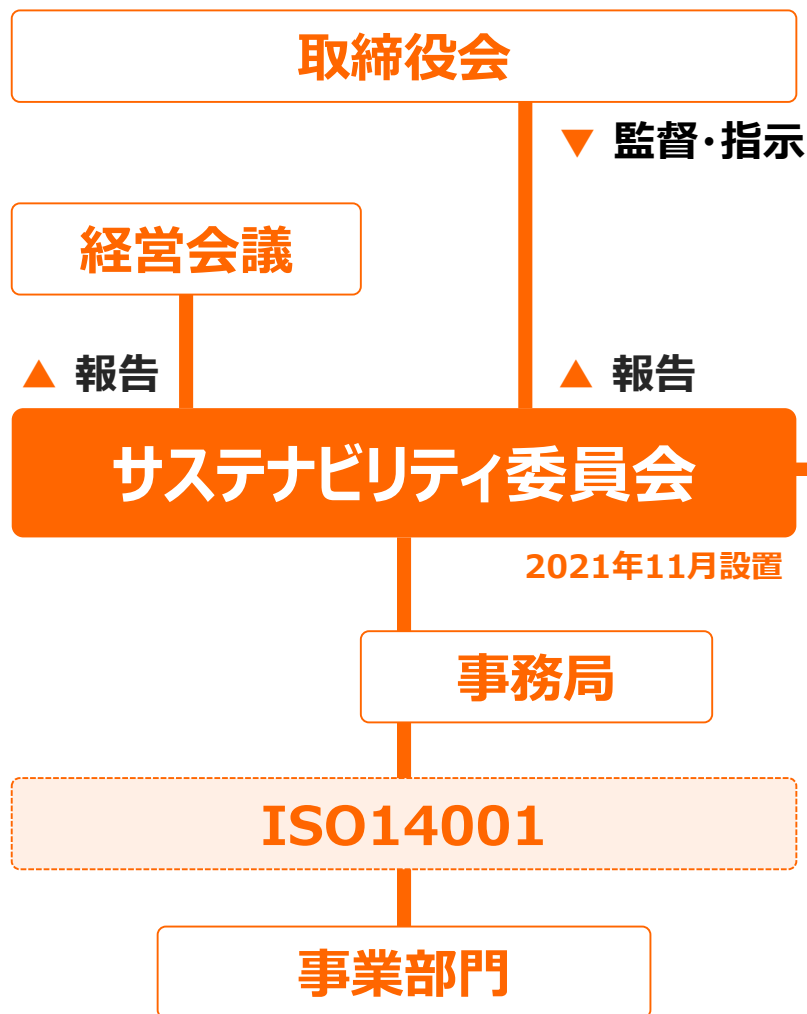 取締役会
▼ 監督・指示
経営会議
▲ 報告
▲ 報告
サステナビリティ委員会
2021年11月設置
事務局
ISO14001
事業部門